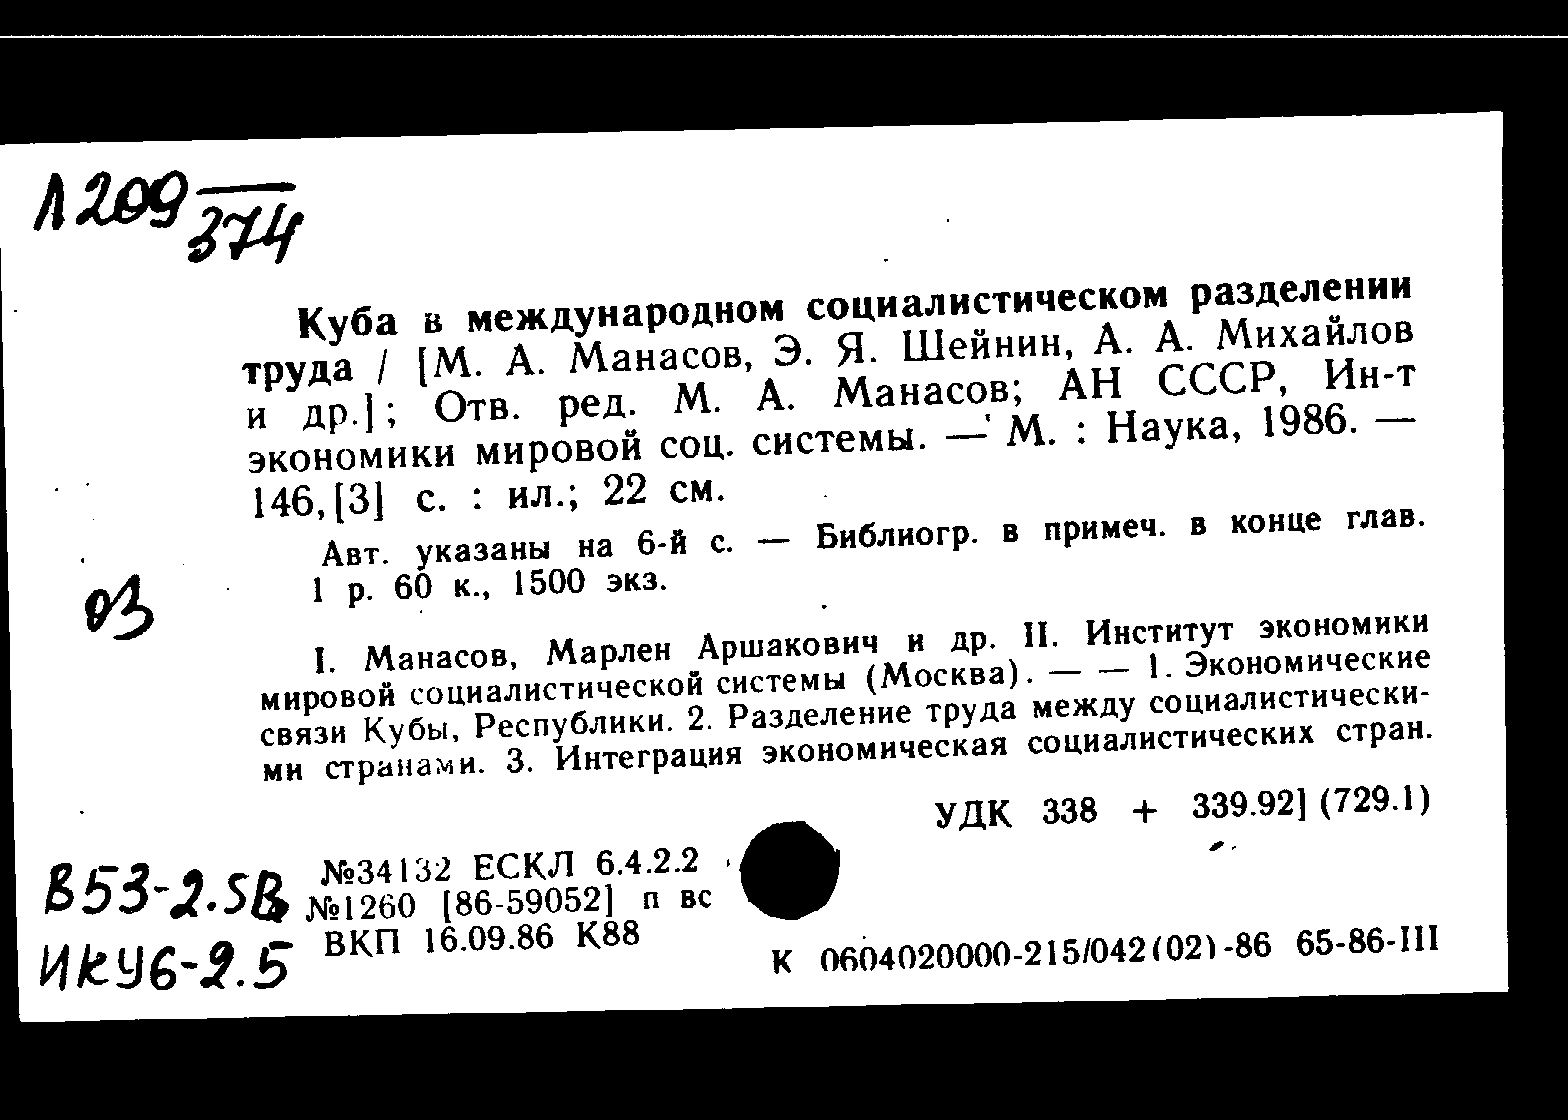 Л209
374
Куба в международном социалистическом разделении
труда / [М. А. Манасов, Э. Я. Шейнин, А. А. Михайлов
и др.]; Отв. ред. М. А. Манасов; АН СССР, Ин-т
экономики мировой соц. системы. — М. : Наука, 1986. —
146,[3] с. : ил.; 22 см.
Авт. указаны на 6-й с. — Библиогр. в примеч. в конце глав.
1 р. 60 к., 1500 экз.
оз
I. Манасов, Марлен Аршакович и др. II. Институт экономики
мировой социалистической системы (Москва). — — 1. Экономические
связи Кубы, Республики. 2. Разделение труда между социалистически-
ми странами. 3. Интеграция экономическая социалистических стран.
УДК 338 + 339.92] (729.1)
В53-2.5В
№34132 ЕСКЛ 6.4.2.2
№1260 [86-59052] п вс
ИКУ6-2.5
ВКП 16.09.86 К88
К 0604020000-215/042(02)-86 65-86-III